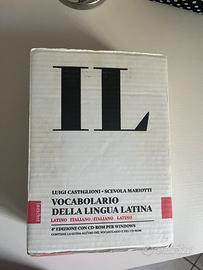 IL
LUIGI CASTIGLIONI • SCEVOLA MARIOTTI
VOCABOLARIO
DELLA LINGUA LATINA
LATINO ITALIANO/ITALIANO LATINO
4ª EDIZIONE CON CD-ROM PER WINDOWS